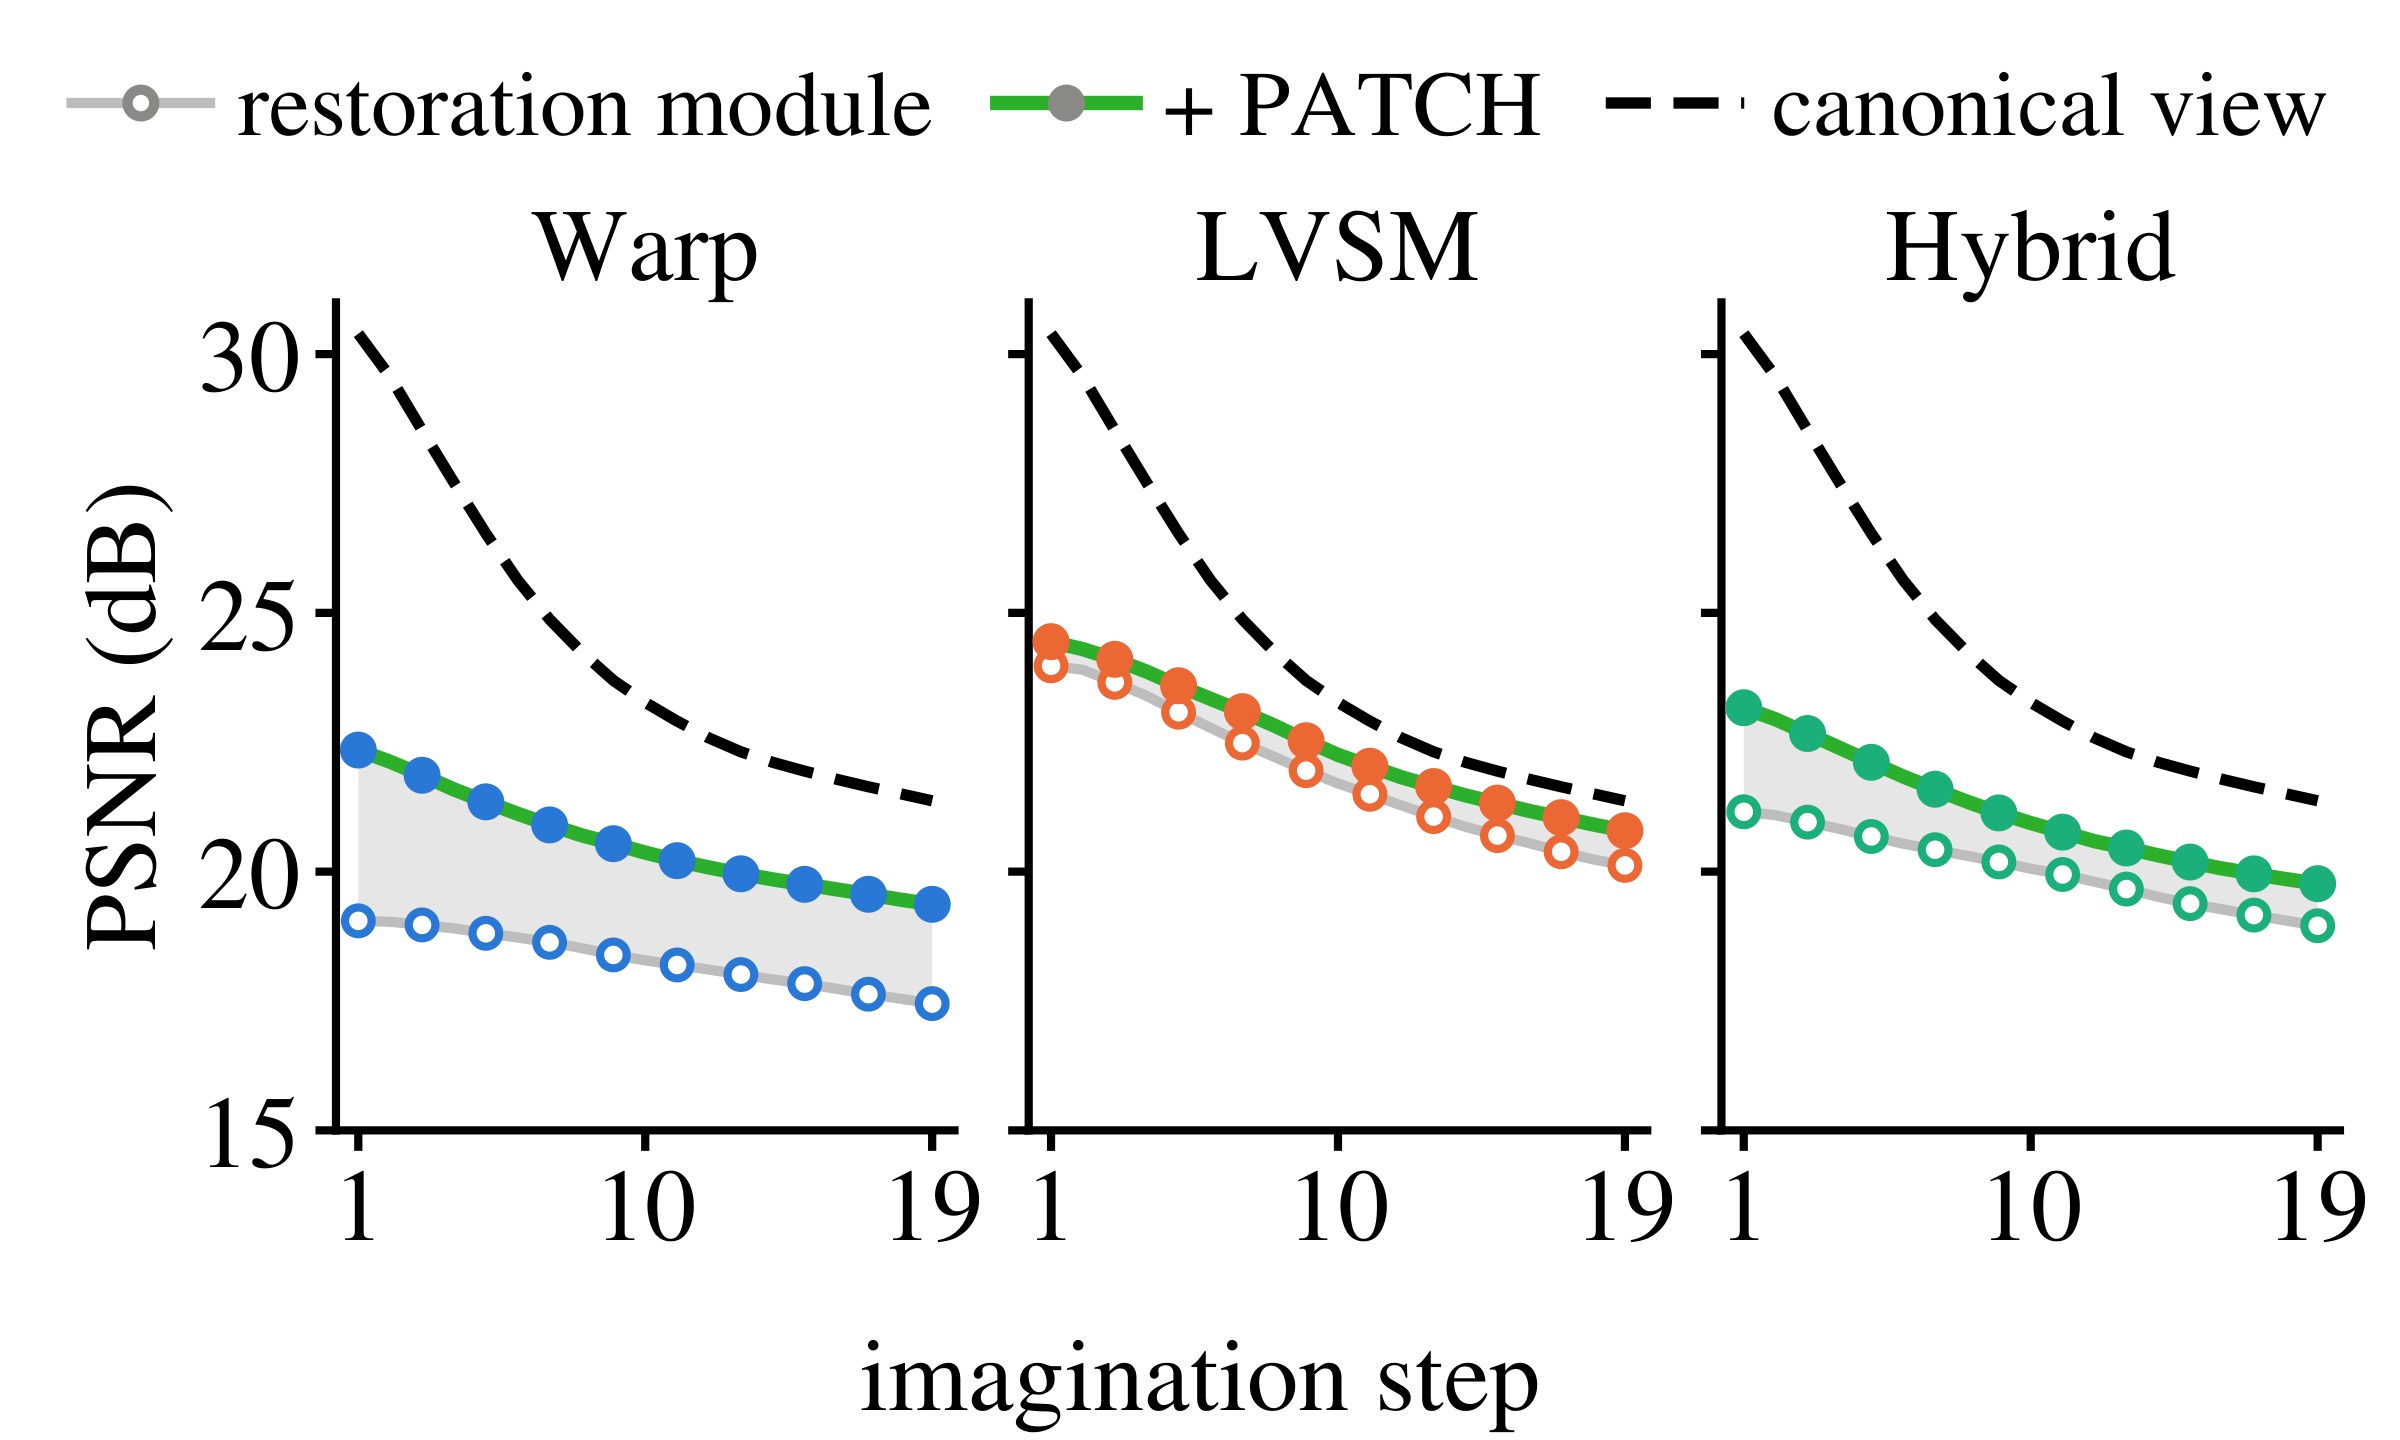 restoration module + PATCH canonical view
Warp LVSM Hybrid
PSNR (dB)
30
25
20
15
1 10 19 1 10 19 1 10 19
imagination step